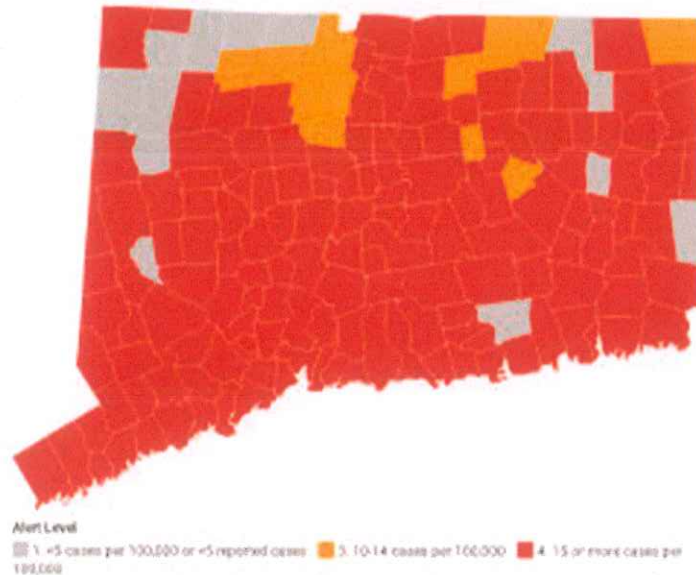 Alert Level
1. <5 cases per 100,000 or <5 reported cases 3. 10-14 cases per 100,000 4. 15 or more cases per
100,000